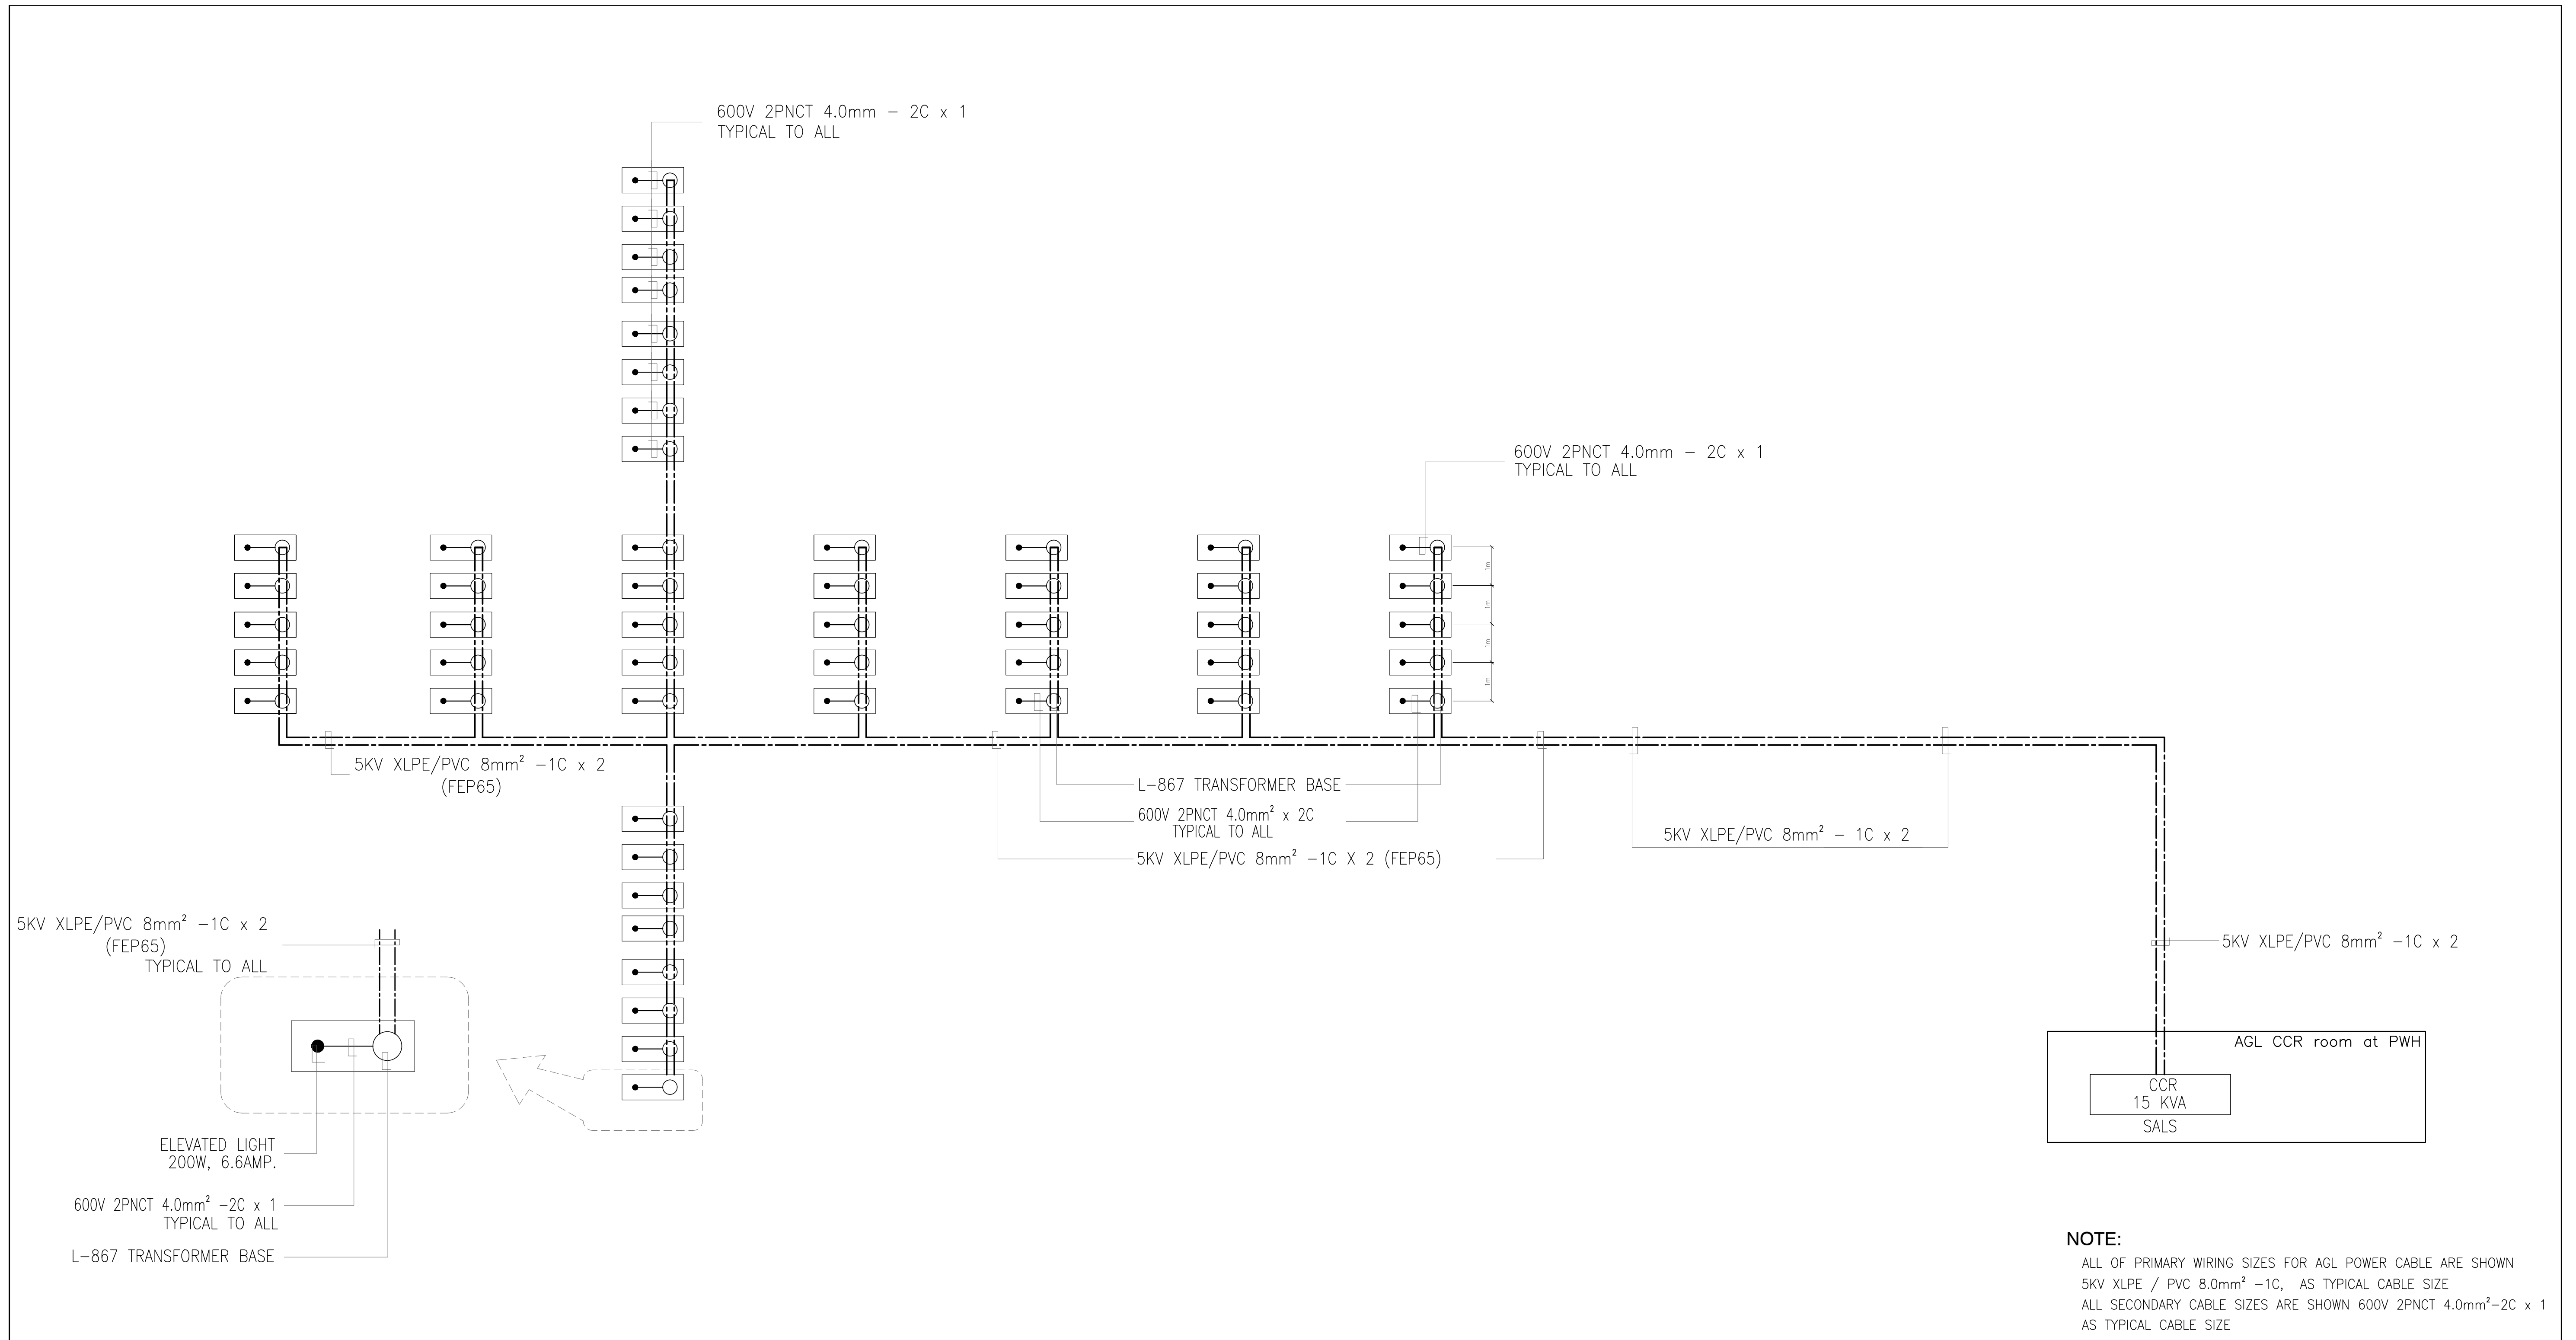 600V 2PNCT 4.0mm - 2C x 1
TYPICAL TO ALL
600V 2PNCT 4.0mm - 2C x 1
TYPICAL TO ALL
1m
1m
1m
1m
5KV XLPE/PVC 8mm² -1C x 2
(FEP65)
L-867 TRANSFORMER BASE
600V 2PNCT 4.0mm² x 2C
TYPICAL TO ALL
5KV XLPE/PVC 8mm² -1C X 2 (FEP65)
5KV XLPE/PVC 8mm² - 1C x 2
5KV XLPE/PVC 8mm² -1C x 2
(FEP65)
TYPICAL TO ALL
5KV XLPE/PVC 8mm² -1C x 2
AGL CCR room at PWH
CCR
15 KVA
SALS
ELEVATED LIGHT
200W, 6.6AMP.
600V 2PNCT 4.0mm² -2C x 1
TYPICAL TO ALL
L-867 TRANSFORMER BASE
NOTE:
ALL OF PRIMARY WIRING SIZES FOR AGL POWER CABLE ARE SHOWN
5KV XLPE / PVC 8.0mm² -1C, AS TYPICAL CABLE SIZE
ALL SECONDARY CABLE SIZES ARE SHOWN 600V 2PNCT 4.0mm²-2C x 1
AS TYPICAL CABLE SIZE